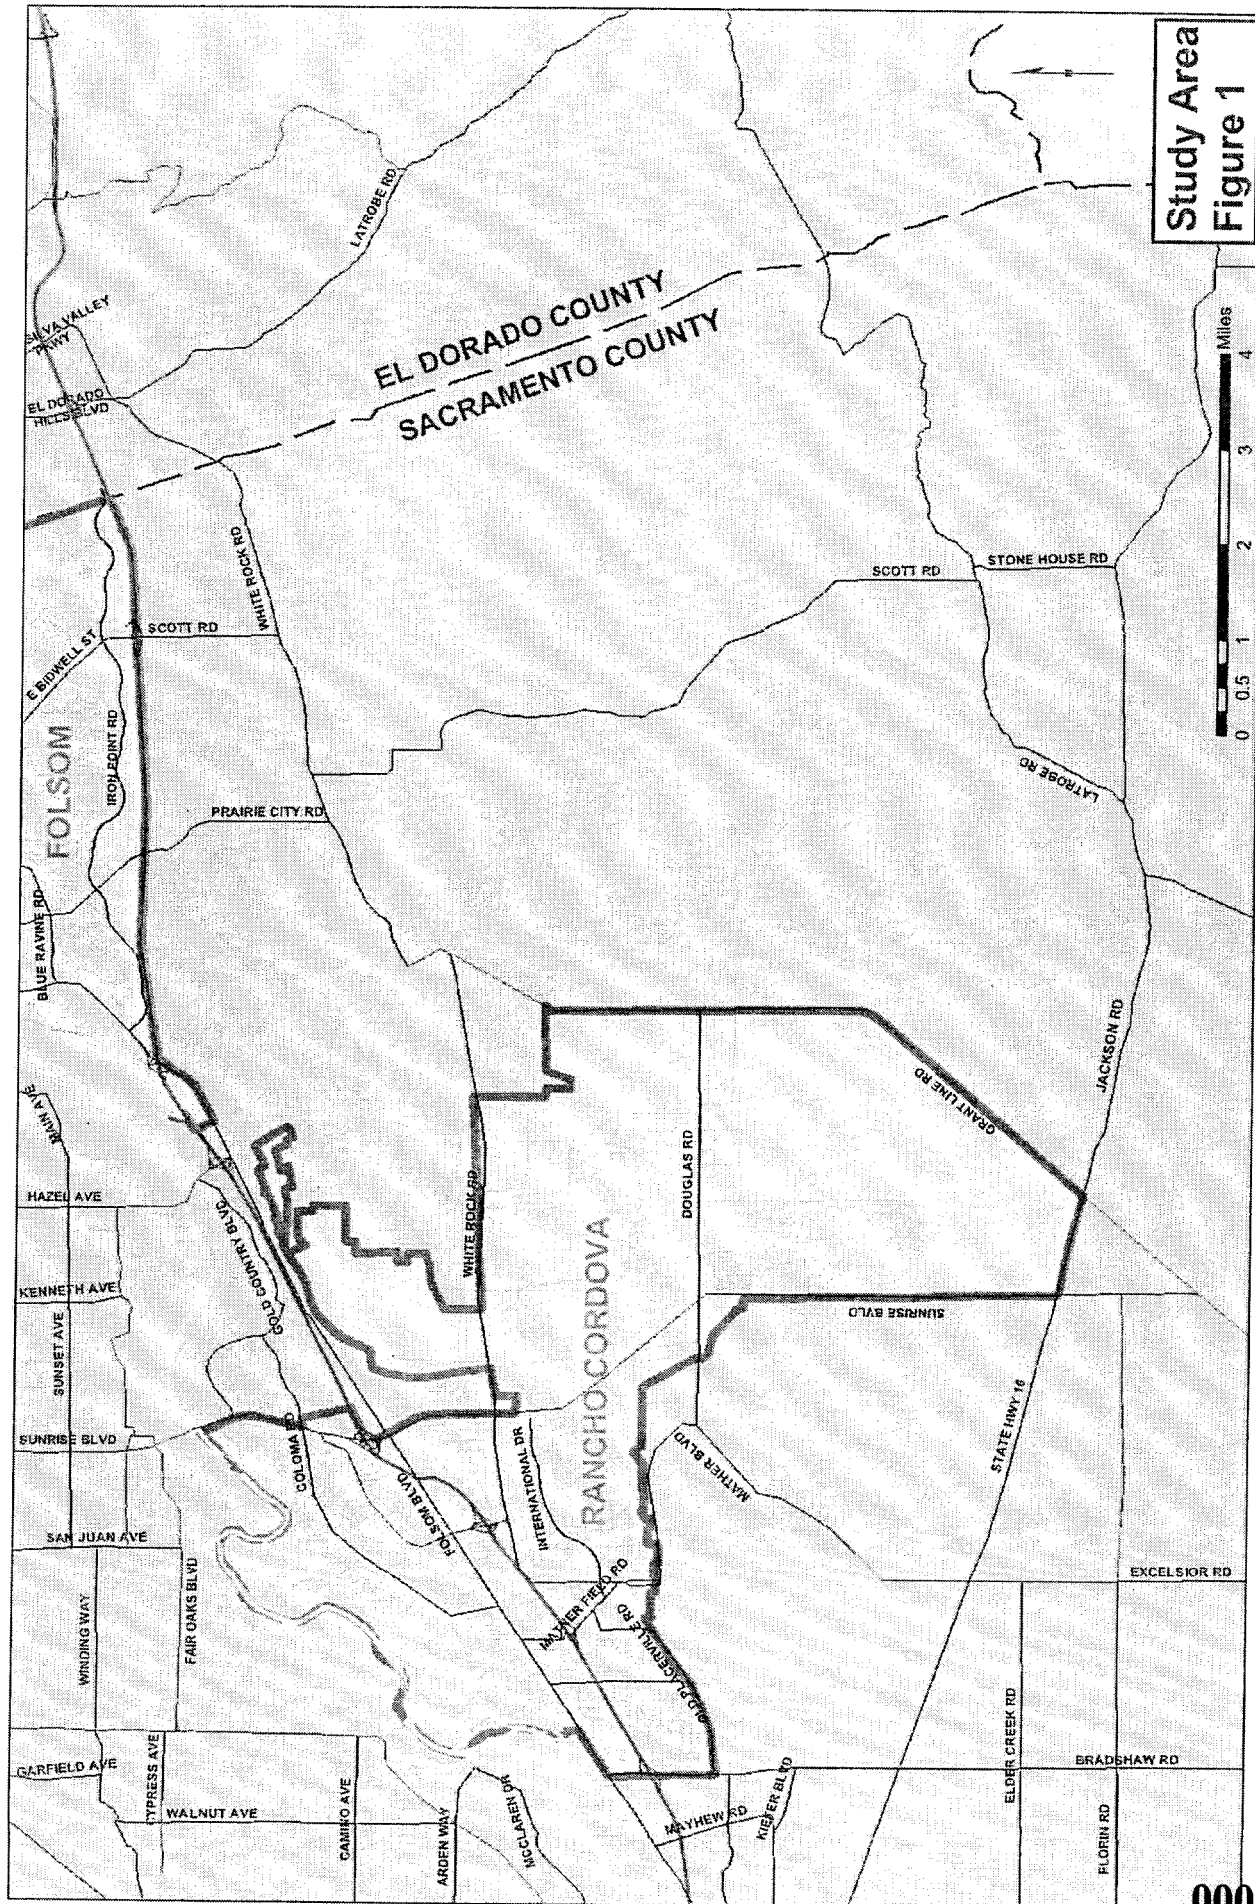 SILVA VALLEY
PKWY
EL DORADO
HILLS BLVD
LATROBE RD
EL DORADO COUNTY
SACRAMENTO COUNTY
WHITE ROCK RD
SCOTT RD
E BIDWELL ST
FOLSOM
IRON POINT RD
PRAIRIE CITY RD
BLUE RAVINE RD
SCOTT RD
STONE HOUSE RD
LATROBE RD
JACKSON RD
GRANT LINE RD
DOUGLAS RD
MAIN AVE
HAZEL AVE
GOLD COUNTRY BLVD
KENNETH AVE
SUNSET AVE
SUNRISE BLVD
COLOMA RD
WHITE ROCK RD
RANCHO CORDOVA
SUNRISE BVLD
STATE HWY 16
MATHER BLVD
INTERNATIONAL DR
FOLSOM BLVD
SAN JUAN AVE
WINDING WAY
FAIR OAKS BLVD
MATHER FIELD RD
OLD PLACERVILLE RD
EXCELSIOR RD
ELDER CREEK RD
BRADSHAW RD
FLORIN RD
KIEFER BLVD
MAYHEW RD
MCCLAREN DR
ARDEN WAY
CAMINO AVE
CYPRESS AVE
WALNUT AVE
GARFIELD AVE
0 0.5 1 2 3 4
Miles
Study Area
Figure 1
000